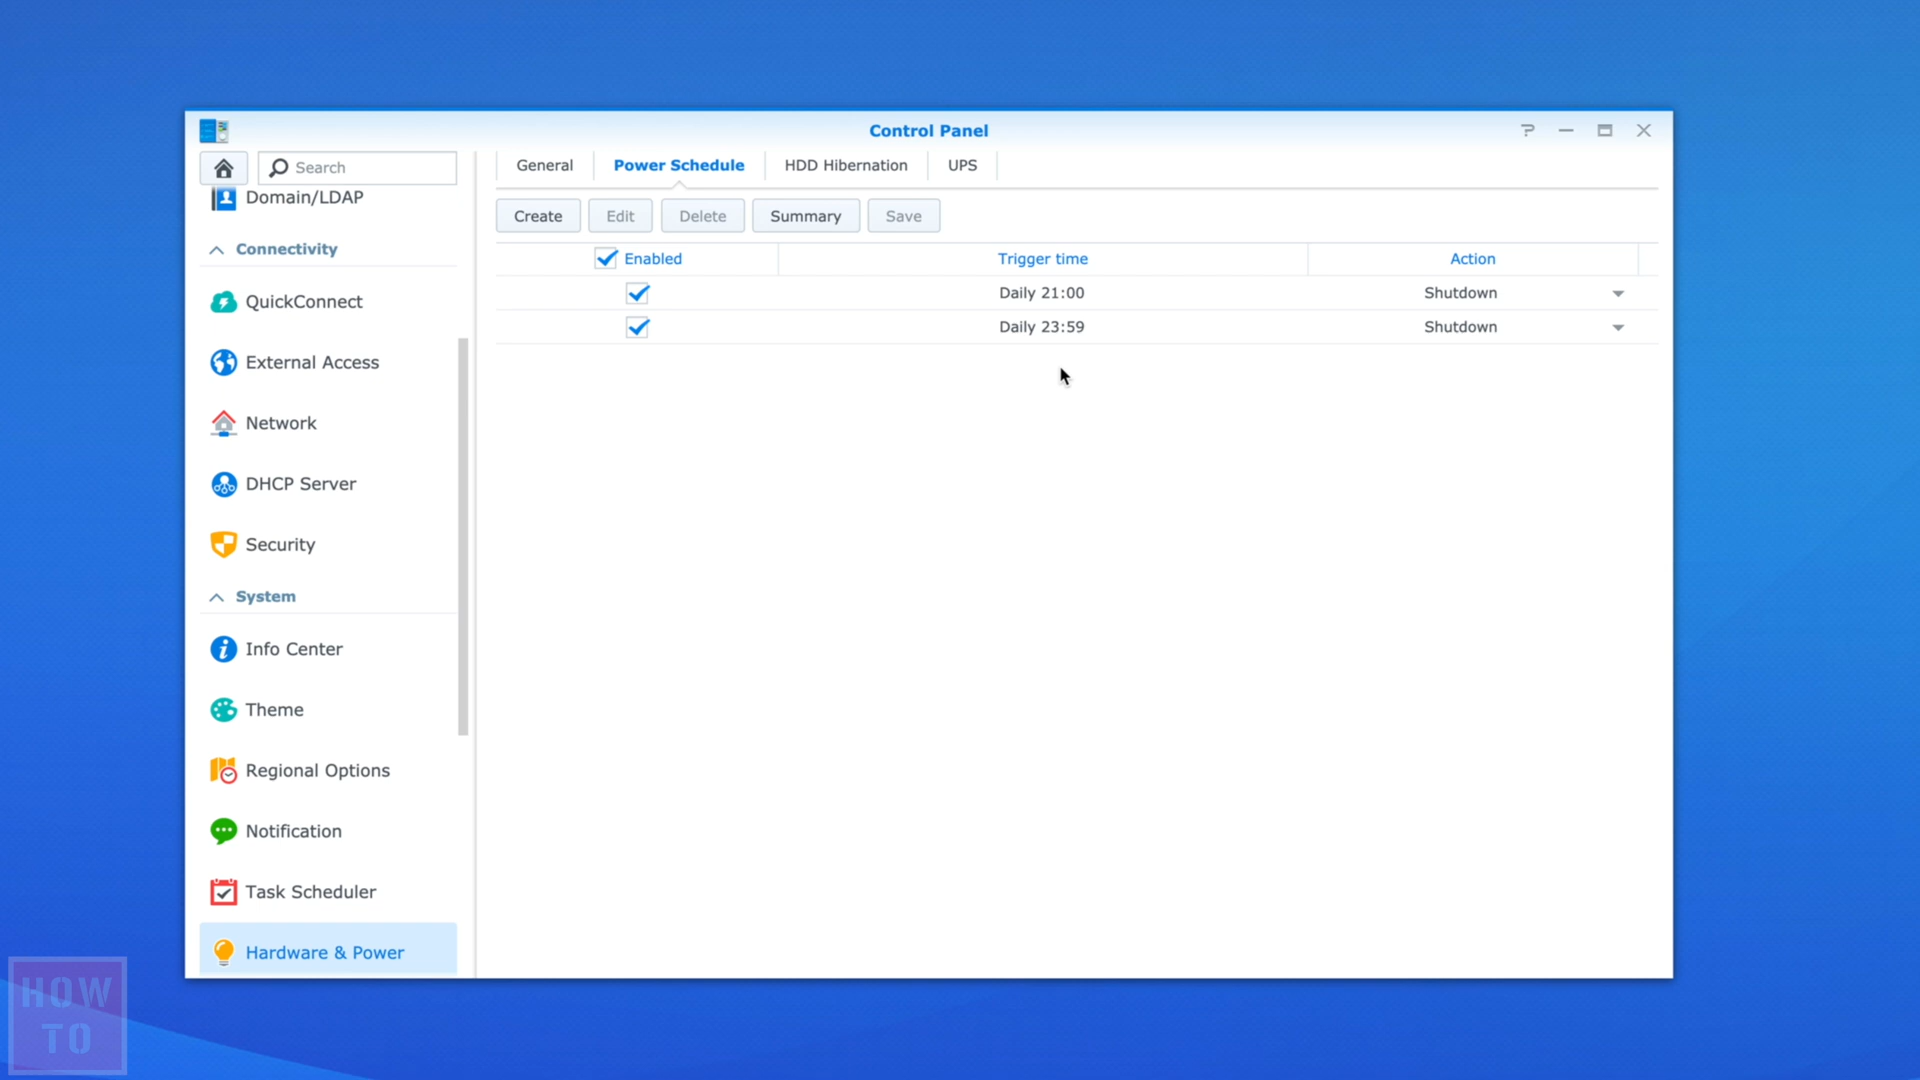 Control Panel
Search
Domain/LDAP
Connectivity
QuickConnect
External Access
Network
DHCP Server
Security
System
Info Center
Theme
Regional Options
Notification
Task Scheduler
Hardware & Power
General Power Schedule HDD Hibernation UPS
Create Edit Delete Summary Save
Enabled Trigger time Action
Daily 21:00 Shutdown
Daily 23:59 Shutdown
HOW
TO